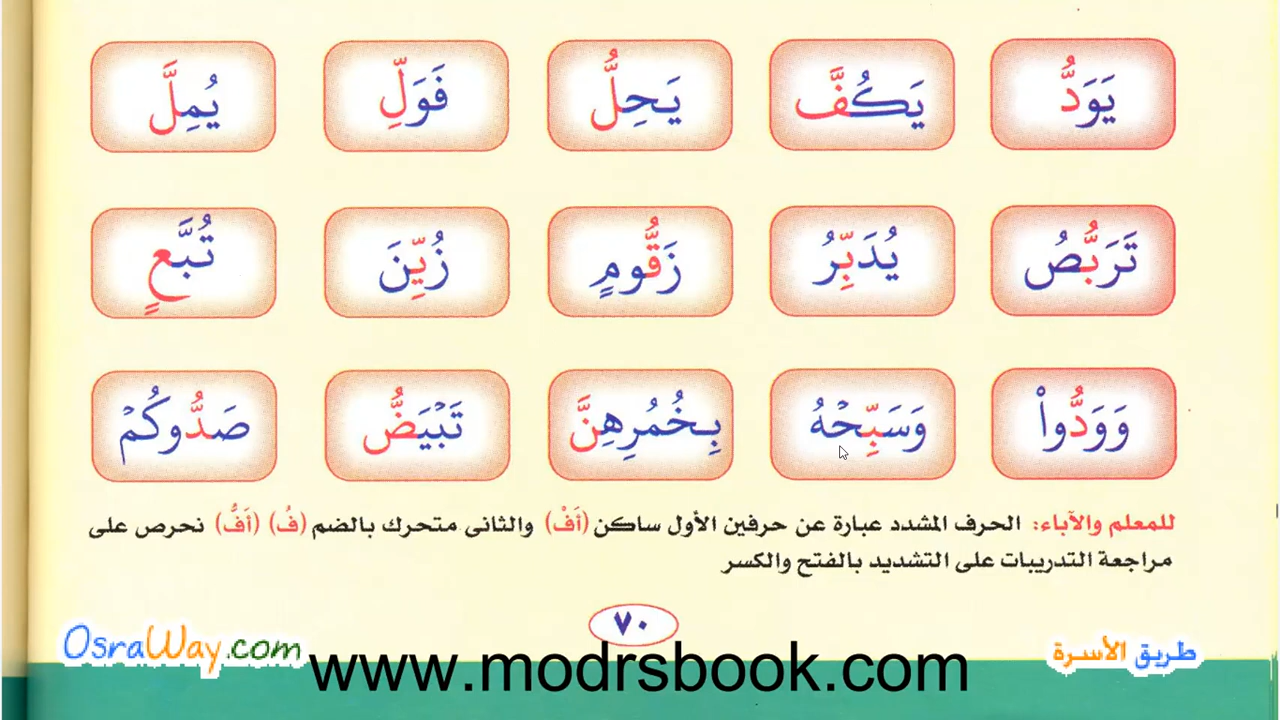 يَوَدُّ يَكُفَّ يَحِلُّ فَوَلِّ يُمِلَّ
تَرَبُّصُ يُدَبِّرُ زَقُّومٍ زُيِّنَ تُبَّعٍ
وَوَدُّواْ وَسَبِّحْهُ بِخُمُرِهِنَّ تَبْيَضُّ صَدُّوكُمْ
للمعلم والآباء: الحرف المشدد عبارة عن حرفين الأول ساكن (أَفْ) والثانى متحرك بالضم (فُ) (أَفُّ) نحرص على
مراجعة التدريبات على التشديد بالفتح والكسر
٧٠
OsraWay.com
www.modrsbook.com
طريق الأسرة